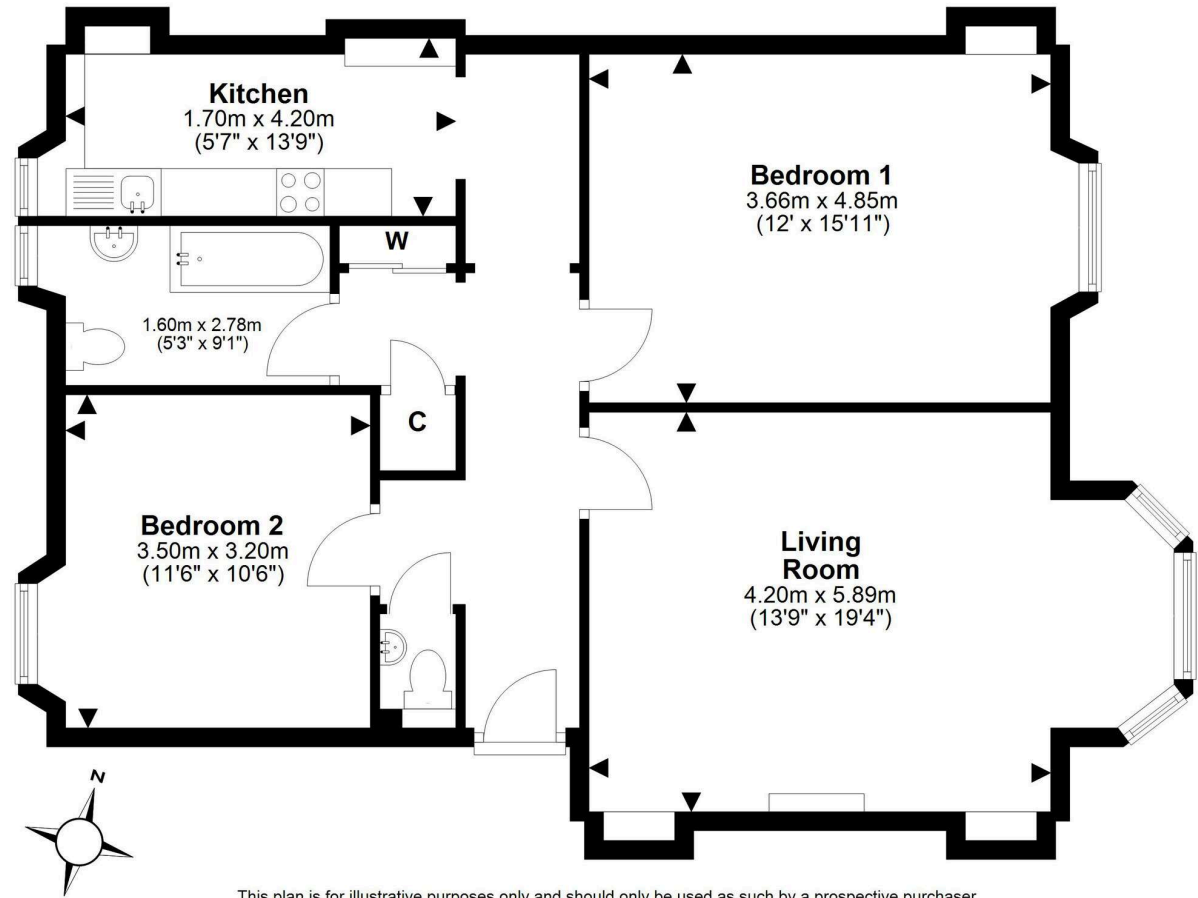 Kitchen
1.70m x 4.20m
(5'7" x 13'9")
Bedroom 1
3.66m x 4.85m
(12' x 15'11")
W
1.60m x 2.78m
(5'3" x 9'1")
C
Bedroom 2
3.50m x 3.20m
(11'6" x 10'6")
Living
Room
4.20m x 5.89m
(13'9" x 19'4")
N
This plan is for illustrative purposes only and should only be used as such by a prospective purchaser